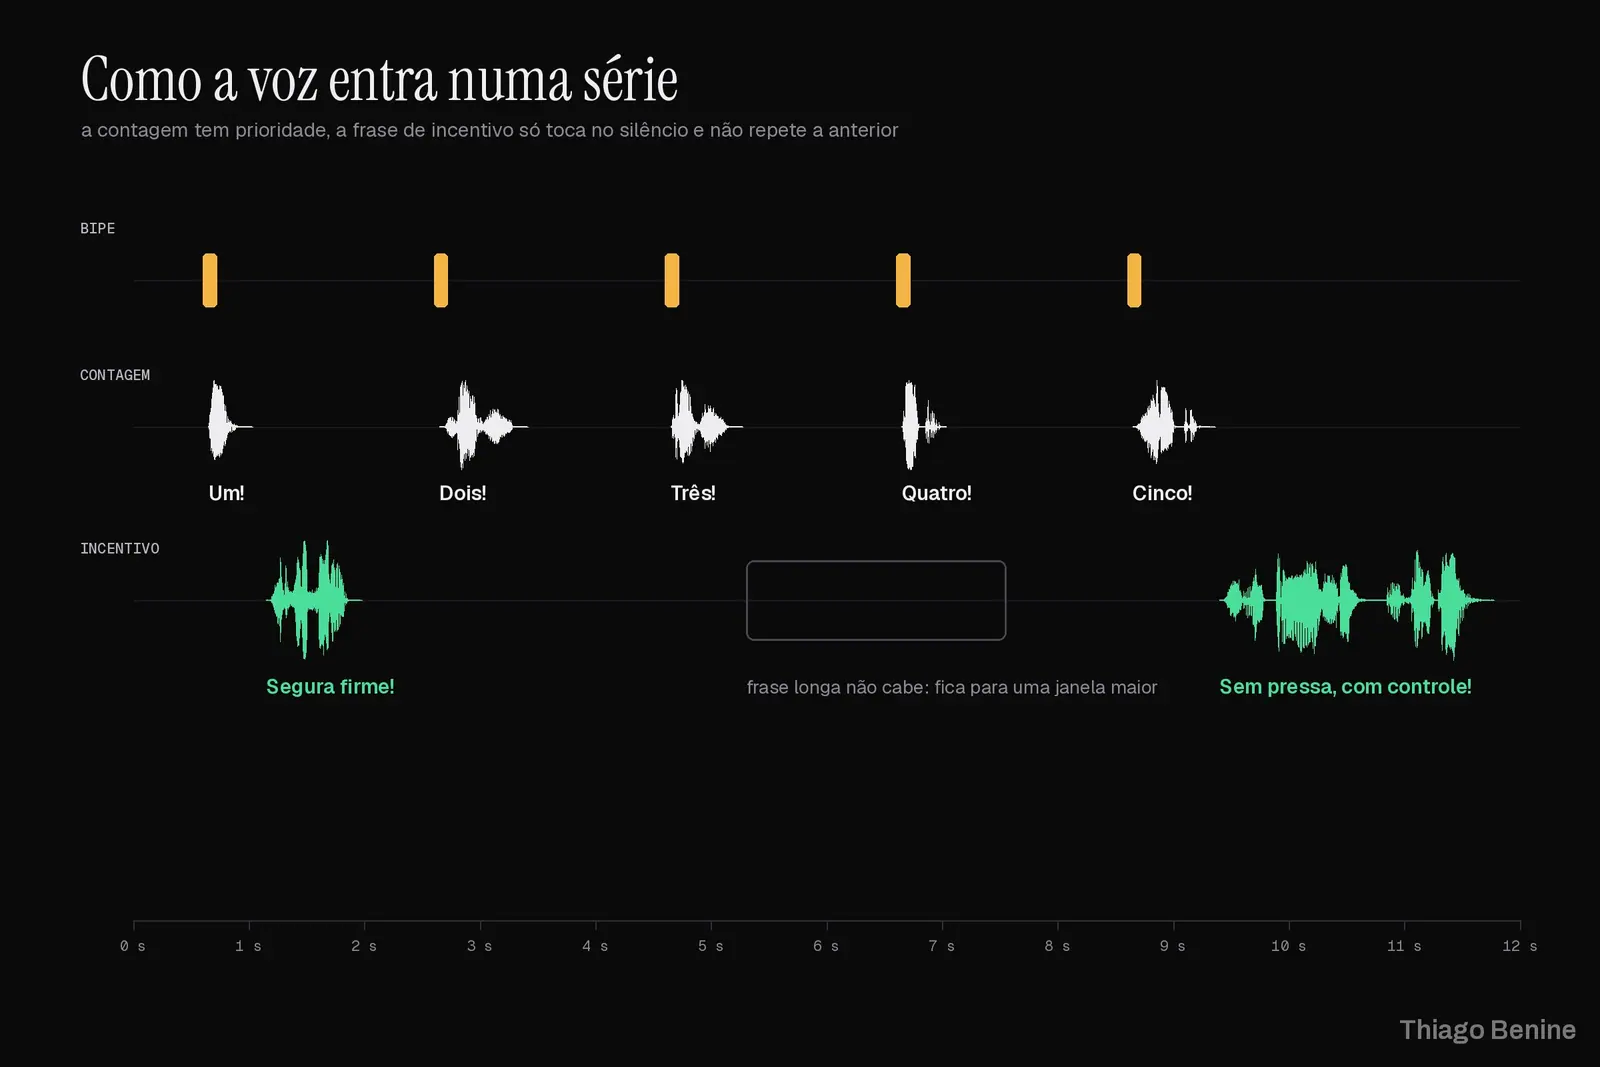 Como a voz entra numa série
a contagem tem prioridade, a frase de incentivo só toca no silêncio e não repete a anterior
BIPE
CONTAGEM
Um! Dois! Três! Quatro! Cinco!
INCENTIVO
Segura firme! frase longa não cabe: fica para uma janela maior Sem pressa, com controle!
0 s 1 s 2 s 3 s 4 s 5 s 6 s 7 s 8 s 9 s 10 s 11 s 12 s
Thiago Benine